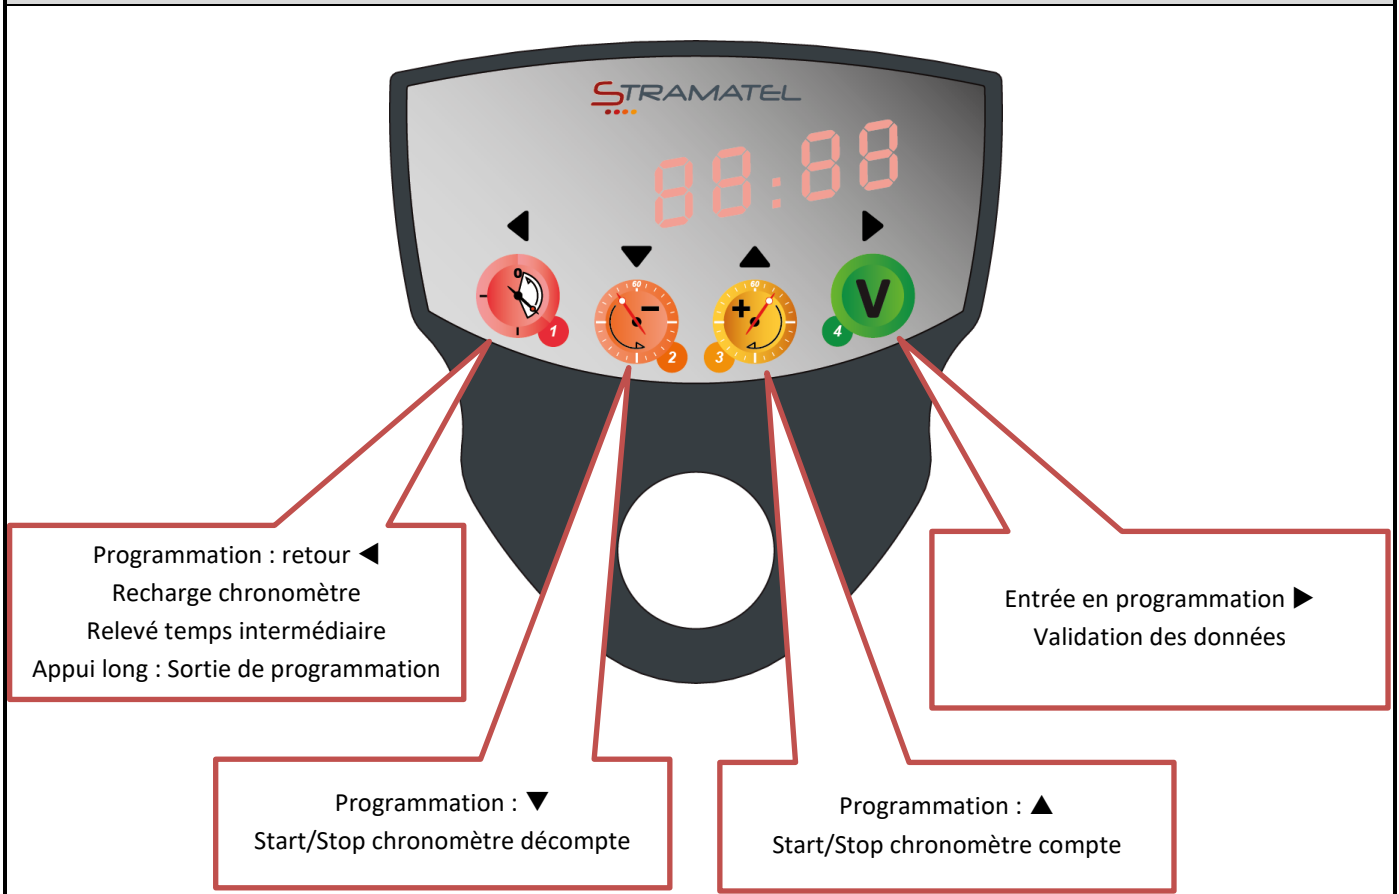 STRAMATEL
88:88
0
60
60
V
1
2
3
4
Programmation : retour ◀
Recharge chronomètre
Relevé temps intermédiaire
Appui long : Sortie de programmation
Entrée en programmation ▶
Validation des données
Programmation : ▼
Start/Stop chronomètre décompte
Programmation : ▲
Start/Stop chronomètre compte